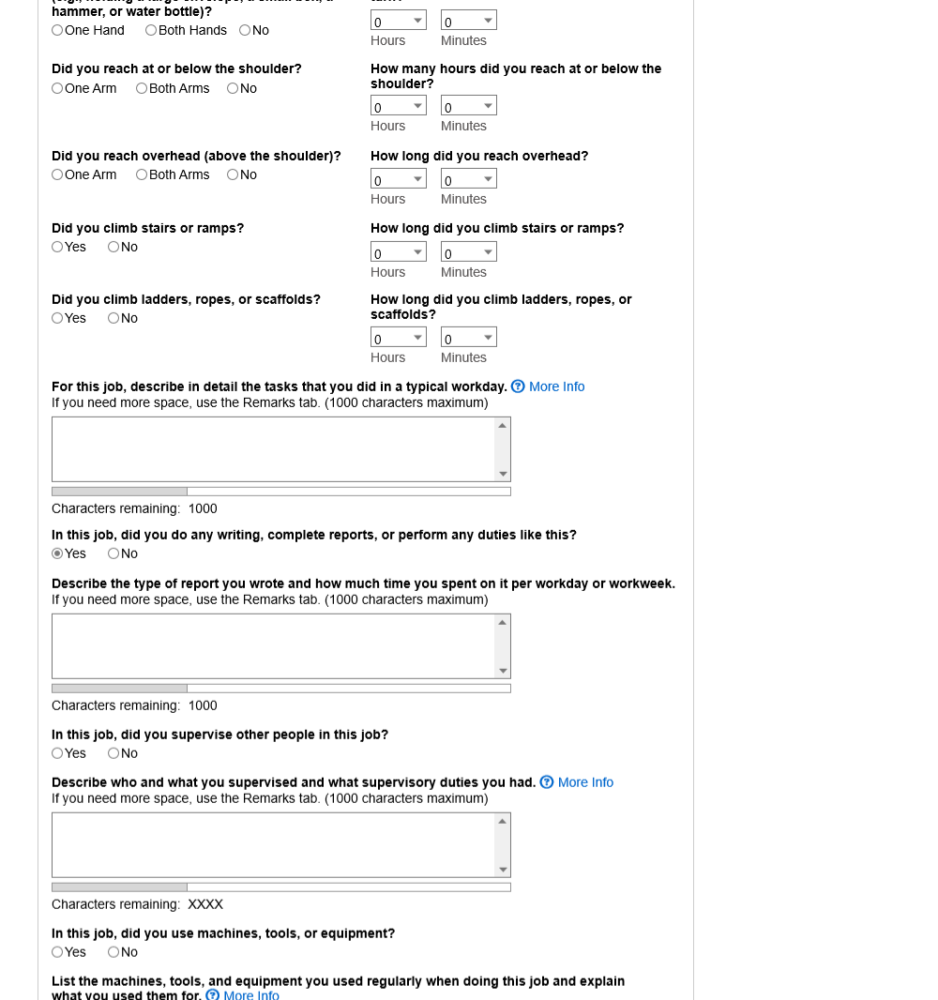 hammer, or water bottle)?
One Hand Both Hands No
0 0
Hours Minutes
Did you reach at or below the shoulder?
One Arm Both Arms No
How many hours did you reach at or below the
shoulder?
0 0
Hours Minutes
Did you reach overhead (above the shoulder)?
One Arm Both Arms No
How long did you reach overhead?
0 0
Hours Minutes
Did you climb stairs or ramps?
Yes No
How long did you climb stairs or ramps?
0 0
Hours Minutes
Did you climb ladders, ropes, or scaffolds?
Yes No
How long did you climb ladders, ropes, or
scaffolds?
0 0
Hours Minutes
For this job, describe in detail the tasks that you did in a typical workday. ? More Info
If you need more space, use the Remarks tab. (1000 characters maximum)
Characters remaining: 1000
In this job, did you do any writing, complete reports, or perform any duties like this?
Yes No
Describe the type of report you wrote and how much time you spent on it per workday or workweek.
If you need more space, use the Remarks tab. (1000 characters maximum)
Characters remaining: 1000
In this job, did you supervise other people in this job?
Yes No
Describe who and what you supervised and what supervisory duties you had. ? More Info
If you need more space, use the Remarks tab. (1000 characters maximum)
Characters remaining: XXXX
In this job, did you use machines, tools, or equipment?
Yes No
List the machines, tools, and equipment you used regularly when doing this job and explain
what you used them for. ? More Info